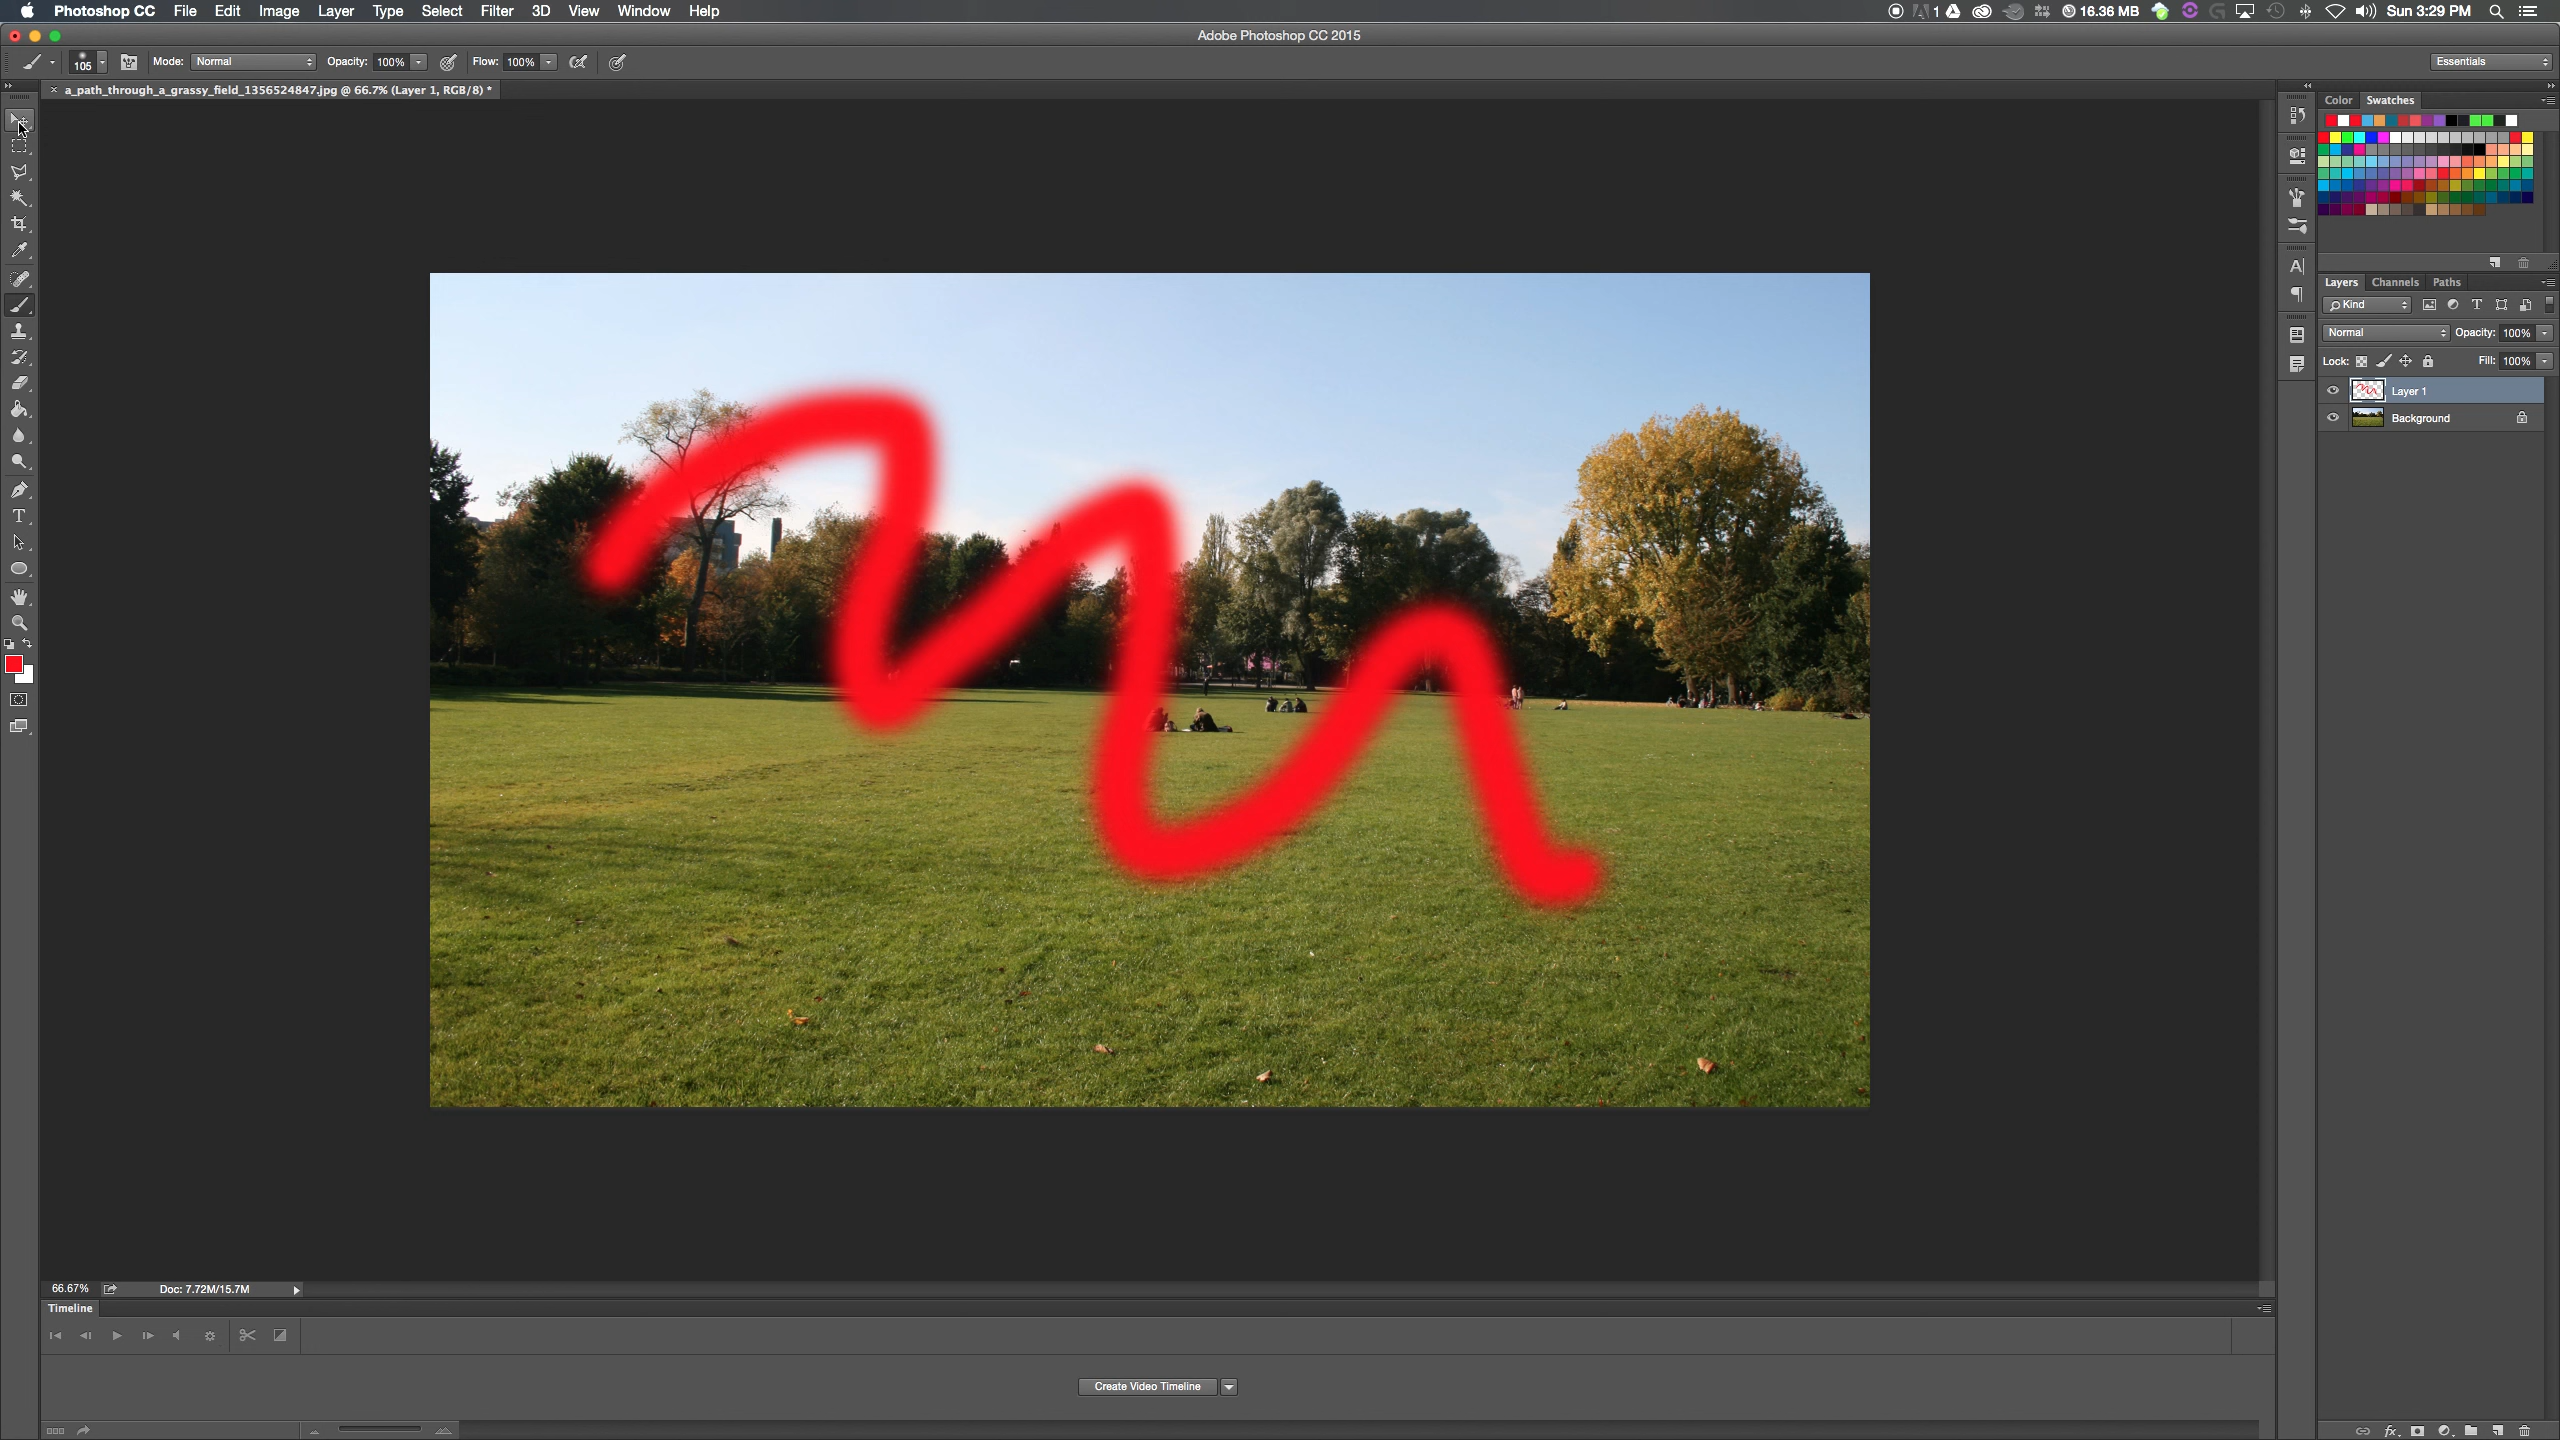 Photoshop CC File Edit Image Layer Type Select Filter 3D View Window Help 1 16.36 MB Sun 3:29 PM
Adobe Photoshop CC 2015
105 Mode: Normal Opacity: 100% Flow: 100% Essentials
a_path_through_a_grassy_field_1356524847.jpg @ 66.7% (Layer 1, RGB/8) *
Color Swatches
Layers Channels Paths
Kind
Normal Opacity: 100%
Lock: Fill: 100%
Layer 1
Background
66.67% Doc: 7.72M/15.7M
Timeline
Create Video Timeline
fx